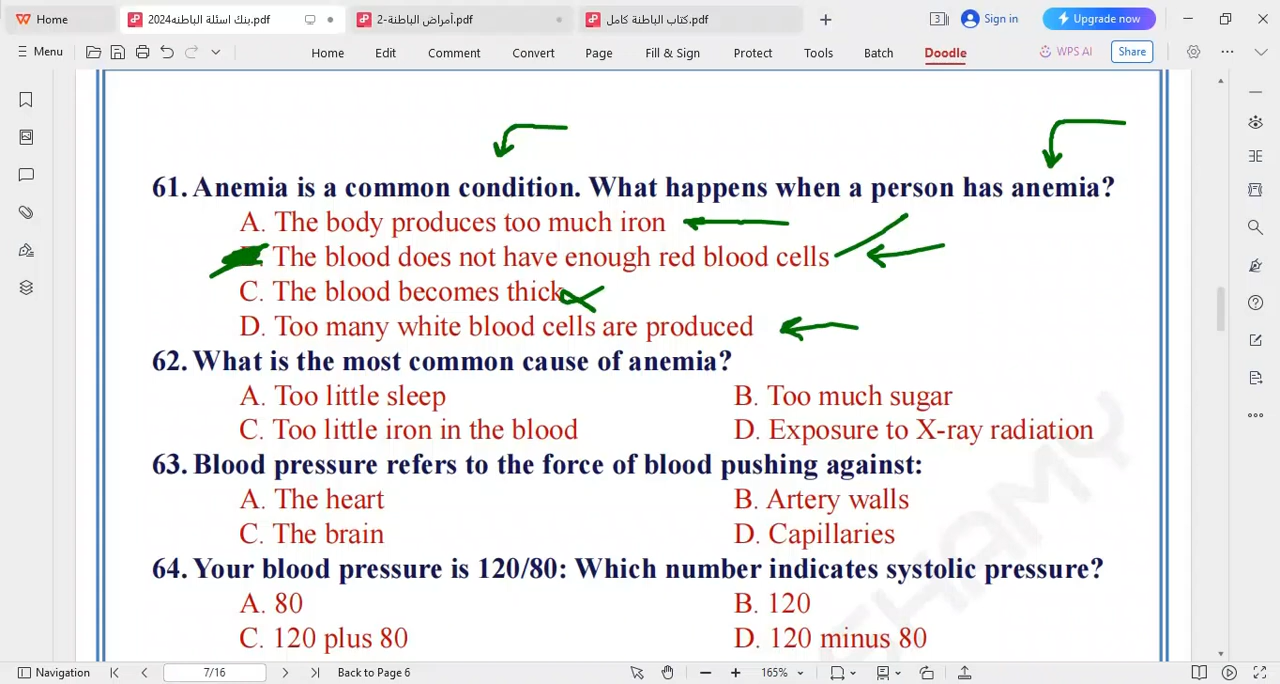 Home
بنك اسئلة الباطنه2024.pdf
أمراض الباطنة-2.pdf
كتاب الباطنة كامل.pdf
3
Sign in
Upgrade now
Menu
Home Edit Comment Convert Page Fill & Sign Protect Tools Batch Doodle
WPS AI
Share
61. Anemia is a common condition. What happens when a person has anemia?
A. The body produces too much iron
The blood does not have enough red blood cells
C. The blood becomes thick
D. Too many white blood cells are produced
62. What is the most common cause of anemia?
A. Too little sleep B. Too much sugar
C. Too little iron in the blood D. Exposure to X-ray radiation
63. Blood pressure refers to the force of blood pushing against:
A. The heart B. Artery walls
C. The brain D. Capillaries
64. Your blood pressure is 120/80: Which number indicates systolic pressure?
A. 80 B. 120
C. 120 plus 80 D. 120 minus 80
Navigation 7/16 Back to Page 6 165%